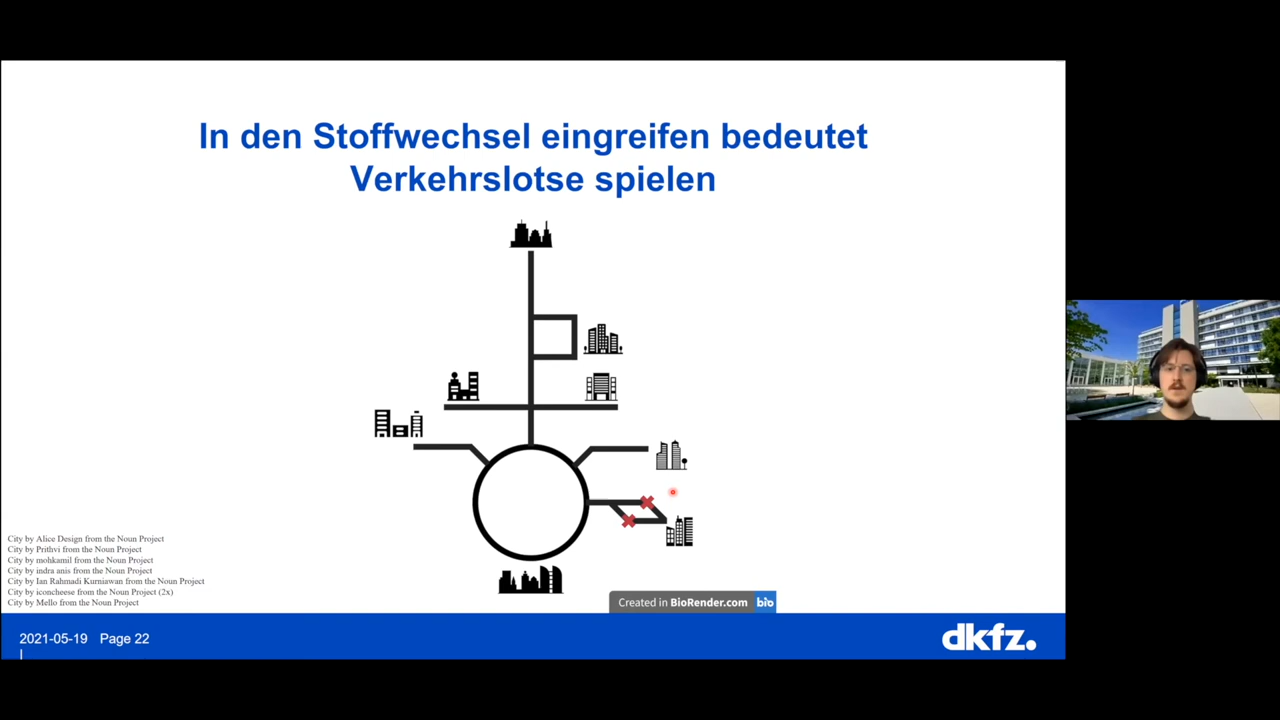 In den Stoffwechsel eingreifen bedeutet
Verkehrslotse spielen
City by Alice Design from the Noun Project
City by Prithvi from the Noun Project
City by mohkamil from the Noun Project
City by indra anis from the Noun Project
City by Ian Rahmadi Kurniawan from the Noun Project
City by iconcheese from the Noun Project (2x)
City by Mello from the Noun Project
Created in BioRender.com bio
2021-05-19 Page 22
|
dkfz.